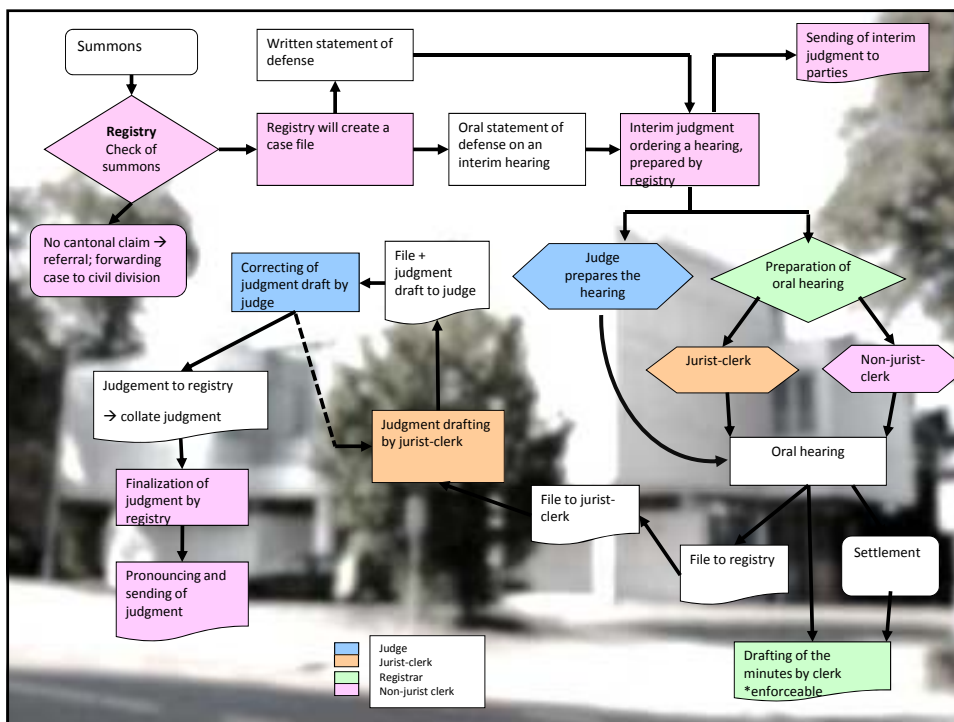 Summons
Written statement of
defense
Sending of interim
judgment to
parties
Registry
Check of
summons
Registry will create a
case file
Oral statement of
defense on an
interim hearing
Interim judgment
ordering a hearing,
prepared by
registry
No cantonal claim →
referral; forwarding
case to civil division
Correcting of
judgment draft by
judge
File +
judgment
draft to judge
Judge
prepares the
hearing
Preparation of
oral hearing
Jurist-clerk
Non-jurist-
clerk
Judgement to registry
→ collate judgment
Judgment drafting
by jurist-clerk
Oral hearing
Finalization of
judgment by
registry
File to jurist-
clerk
File to registry
Settlement
Pronouncing and
sending of
judgment
Judge
Jurist-clerk
Registrar
Non-jurist clerk
Drafting of the
minutes by clerk
*enforceable